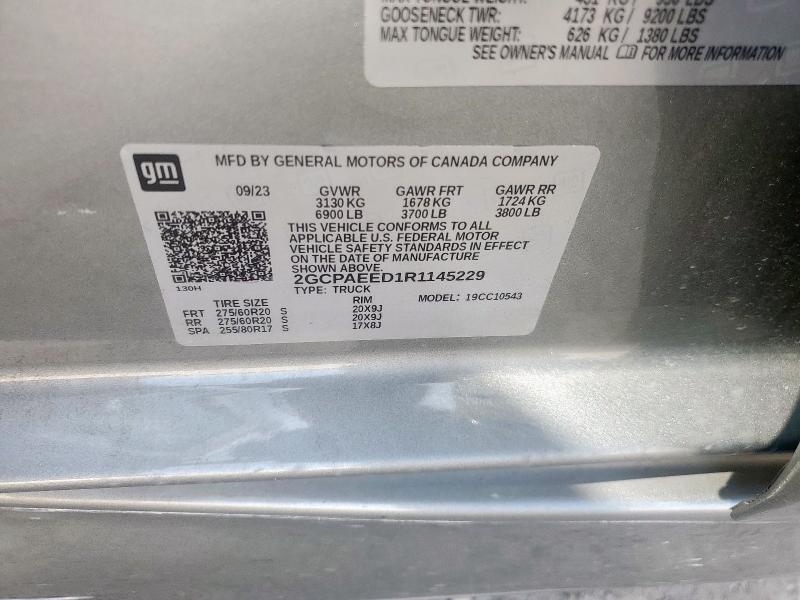 MAX TONGUE WEIGHT:
GOOSENECK TWR: 4173 KG / 9200 LBS
MAX TONGUE WEIGHT: 626 KG / 1380 LBS
SEE OWNER'S MANUAL FOR MORE INFORMATION
gm
MFD BY GENERAL MOTORS OF CANADA COMPANY
09/23 GVWR GAWR FRT GAWR RR
3130 KG 1678 KG 1724 KG
6900 LB 3700 LB 3800 LB
THIS VEHICLE CONFORMS TO ALL
APPLICABLE U.S. FEDERAL MOTOR
VEHICLE SAFETY STANDARDS IN EFFECT
ON THE DATE OF MANUFACTURE
SHOWN ABOVE.
2GCPAEED1R1145229
130H TYPE: TRUCK
TIRE SIZE RIM MODEL: 19CC10543
FRT 275/60R20 S 20X9J
RR 275/60R20 S 20X9J
SPA 255/80R17 S 17X8J